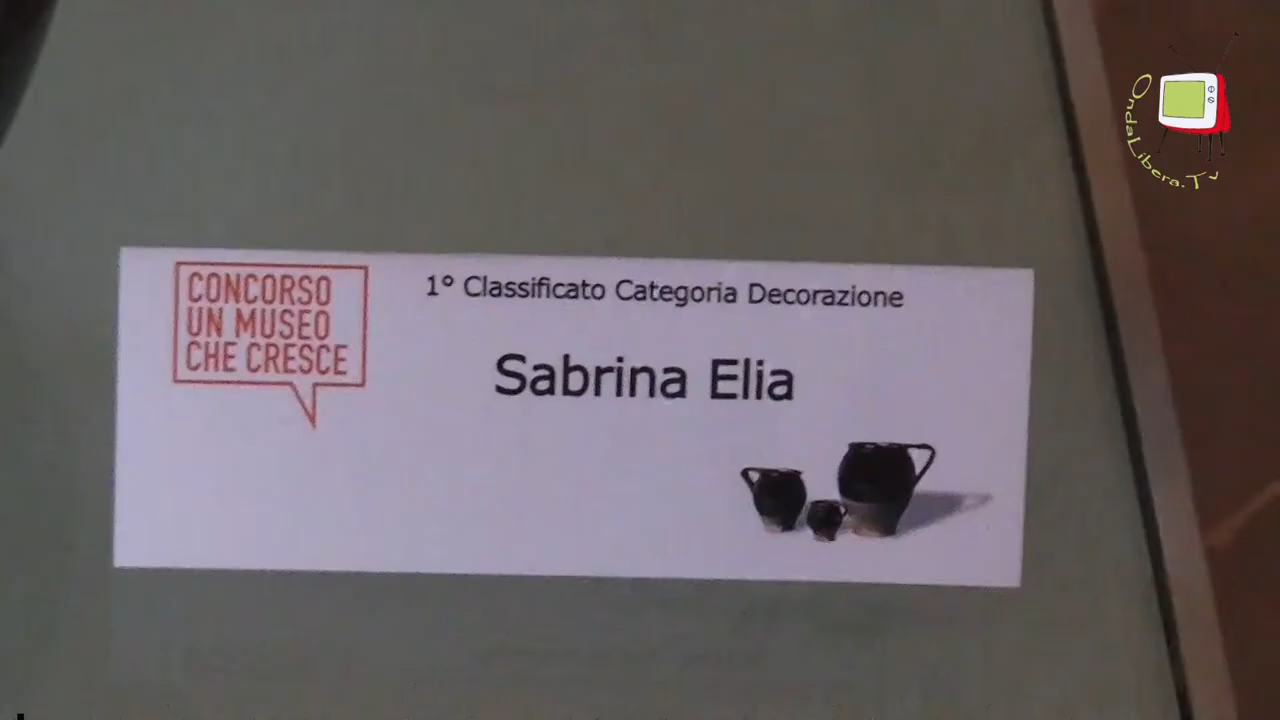 CONCORSO
UN MUSEO
CHE CRESCE
1° Classificato Categoria Decorazione
Sabrina Elia
OndaLibera.Tv